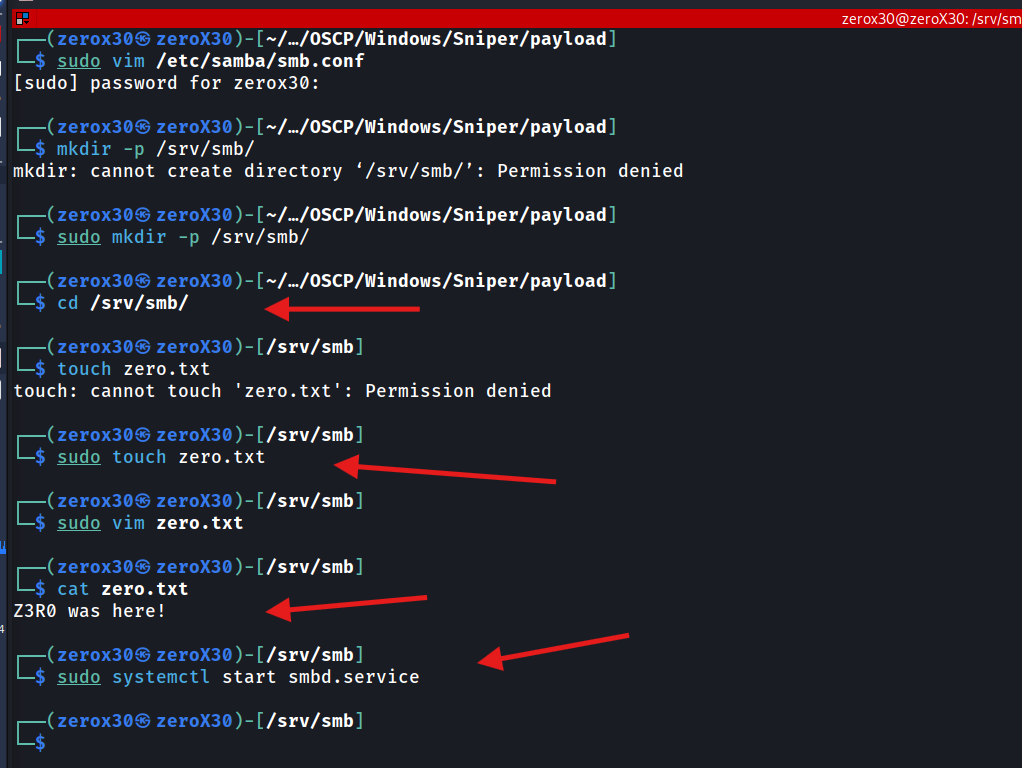 zerox30@zeroX30: /srv/sm
┌──(zerox30㉿zeroX30)-[~/…/OSCP/Windows/Sniper/payload]
└─$ sudo vim /etc/samba/smb.conf
[sudo] password for zerox30:
┌──(zerox30㉿zeroX30)-[~/…/OSCP/Windows/Sniper/payload]
└─$ mkdir -p /srv/smb/
mkdir: cannot create directory ‘/srv/smb/’: Permission denied
┌──(zerox30㉿zeroX30)-[~/…/OSCP/Windows/Sniper/payload]
└─$ sudo mkdir -p /srv/smb/
┌──(zerox30㉿zeroX30)-[~/…/OSCP/Windows/Sniper/payload]
└─$ cd /srv/smb/
┌──(zerox30㉿zeroX30)-[/srv/smb]
└─$ touch zero.txt
touch: cannot touch 'zero.txt': Permission denied
┌──(zerox30㉿zeroX30)-[/srv/smb]
└─$ sudo touch zero.txt
┌──(zerox30㉿zeroX30)-[/srv/smb]
└─$ sudo vim zero.txt
┌──(zerox30㉿zeroX30)-[/srv/smb]
└─$ cat zero.txt
Z3R0 was here!
┌──(zerox30㉿zeroX30)-[/srv/smb]
└─$ sudo systemctl start smbd.service
┌──(zerox30㉿zeroX30)-[/srv/smb]
└─$